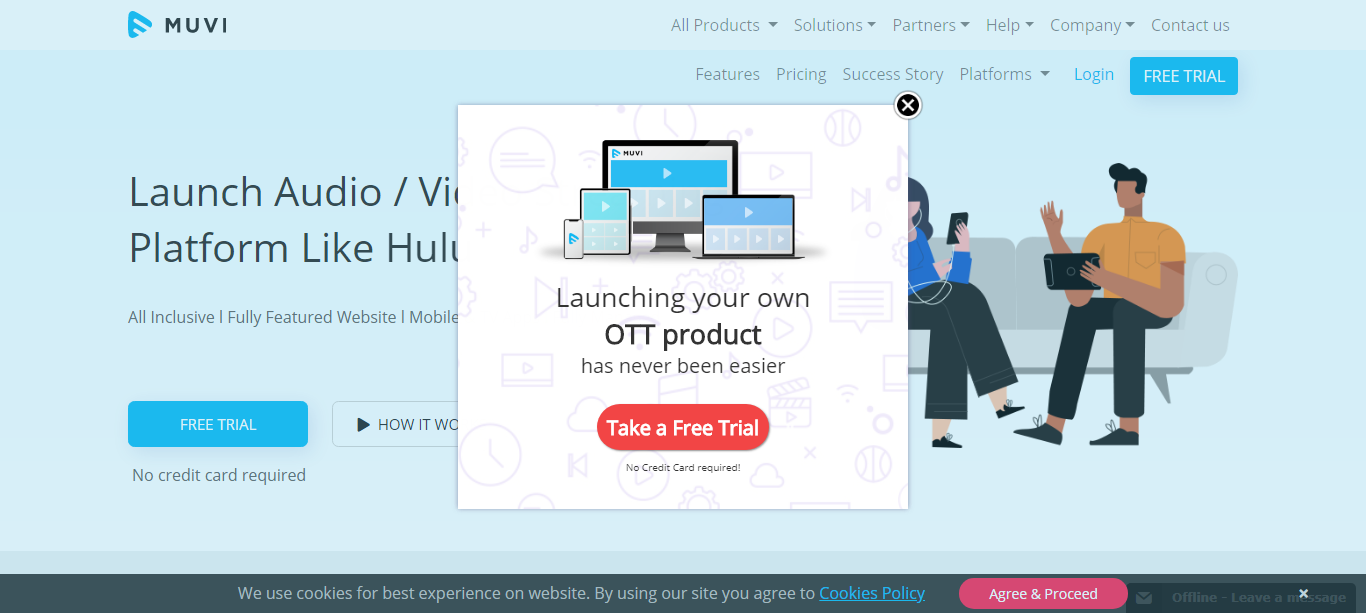 MUVI
All Products Solutions Partners Help Company Contact us
Features Pricing Success Story Platforms Login FREE TRIAL
Launch Audio / Vi
Platform Like Hulu
All Inclusive l Fully Featured Website l Mobile
FREE TRIAL
HOW IT WO
No credit card required
MUVI
Launching your own
OTT product
has never been easier
Take a Free Trial
No Credit Card required!
We use cookies for best experience on website. By using our site you agree to Cookies Policy
Agree & Proceed
Offline - Leave a message